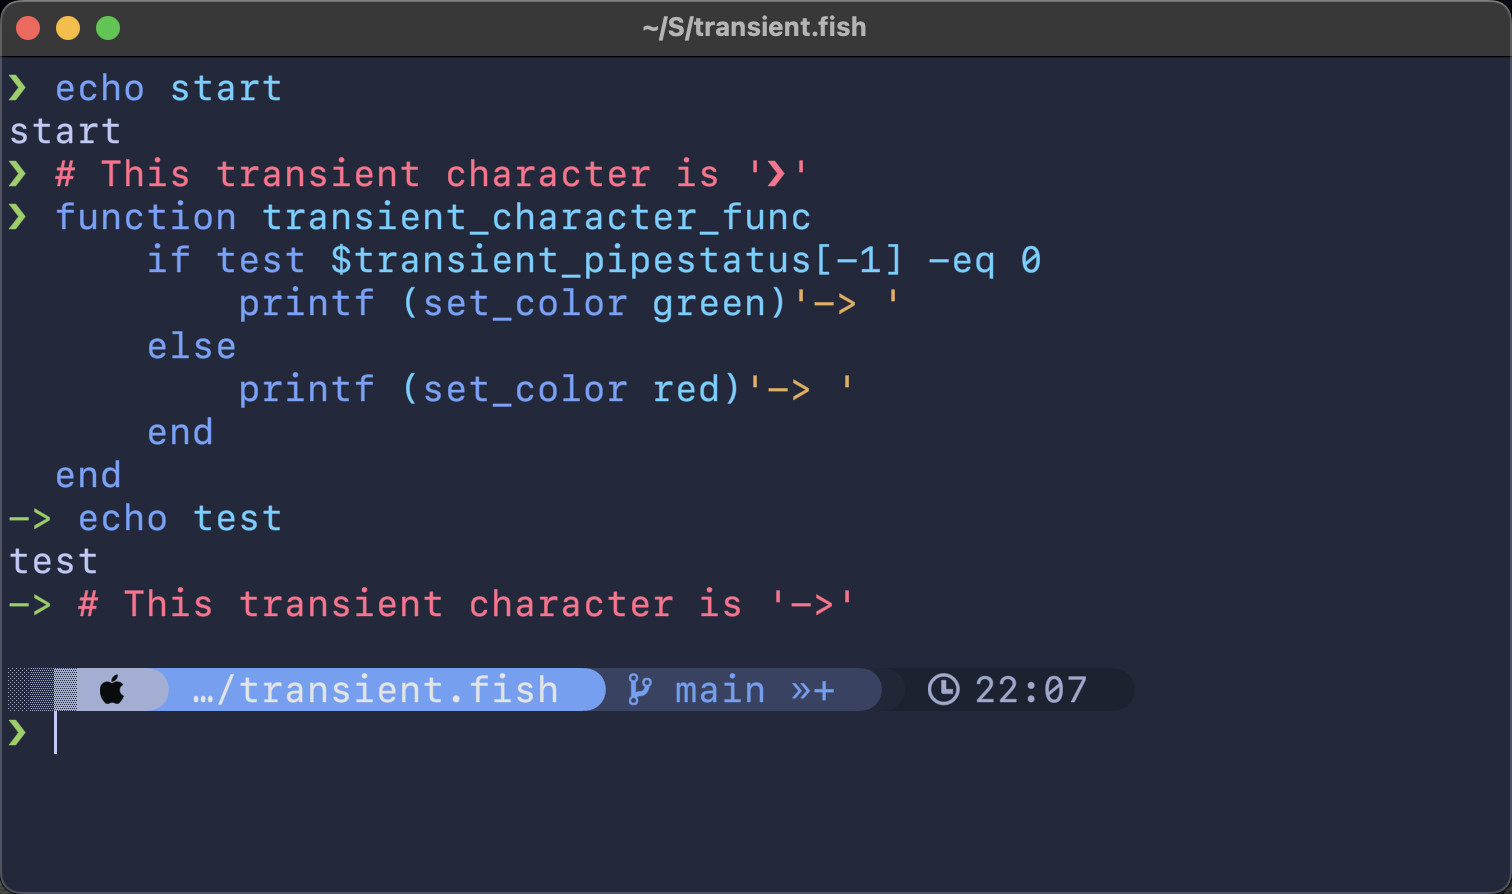 ~/S/transient.fish
❯ echo start
start
❯ # This transient character is '❯'
❯ function transient_character_func
      if test $transient_pipestatus[-1] -eq 0
          printf (set_color green)'-> '
      else
          printf (set_color red)'-> '
      end
  end
-> echo test
test
-> # This transient character is '->'
…/transient.fish main »+ 22:07
❯